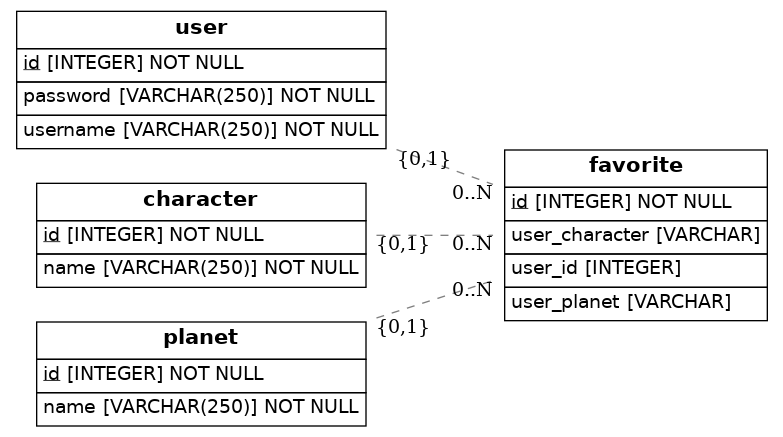 user
id [INTEGER] NOT NULL
password [VARCHAR(250)] NOT NULL
username [VARCHAR(250)] NOT NULL
{0,1}
0..N
favorite
id [INTEGER] NOT NULL
user_character [VARCHAR]
user_id [INTEGER]
user_planet [VARCHAR]
character
id [INTEGER] NOT NULL
name [VARCHAR(250)] NOT NULL
{0,1}
0..N
planet
id [INTEGER] NOT NULL
name [VARCHAR(250)] NOT NULL
{0,1}
0..N